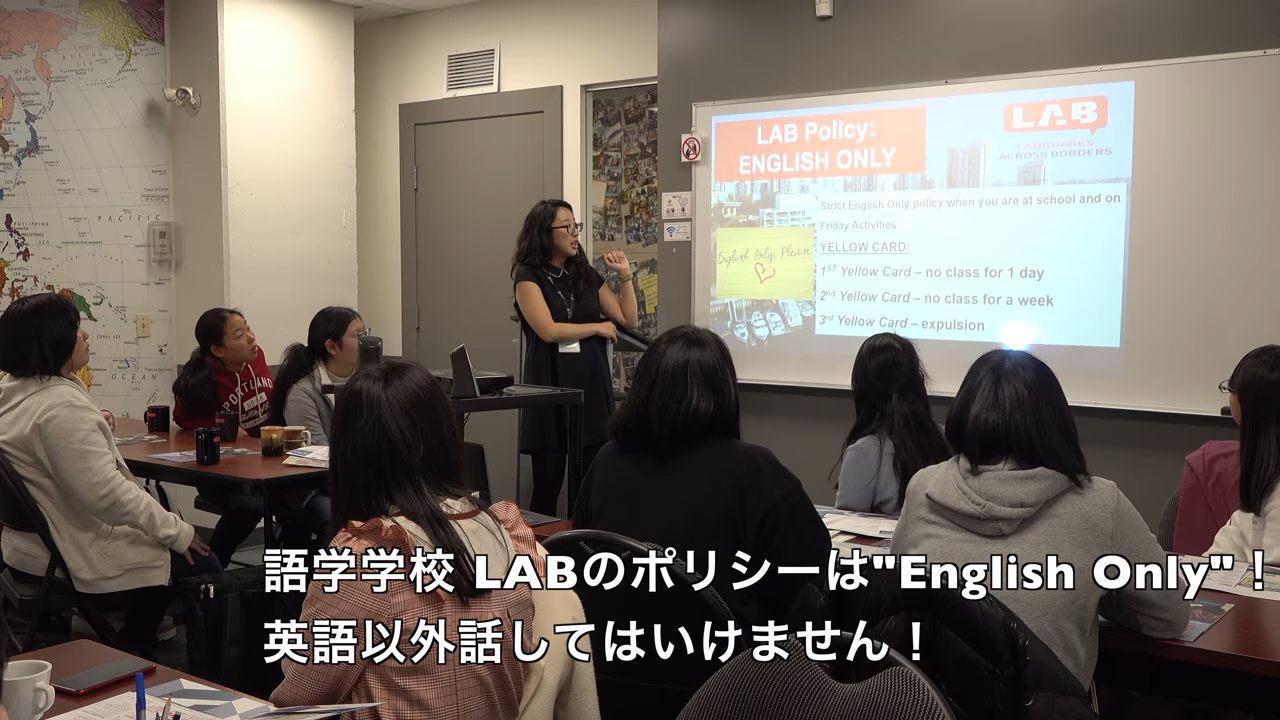 PACIFIC
OCEAN
PORTLAND
LAB Policy:
ENGLISH ONLY
LAB
LANGUAGES
ACROSS BORDERS
Strict English Only policy when you are at school and on
Friday Activities
English Only, Please
YELLOW CARD:
1ST Yellow Card – no class for 1 day
2nd Yellow Card – no class for a week
3rd Yellow Card – expulsion
語学学校 LABのポリシーは"English Only"！
英語以外話してはいけません！